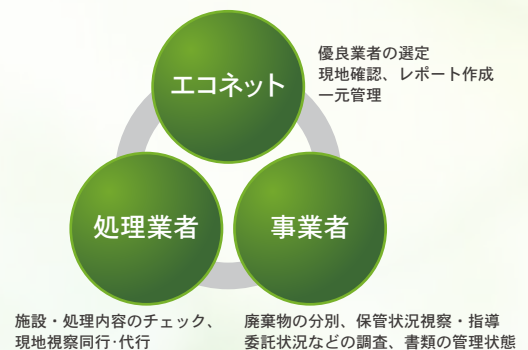 エコネット
優良業者の選定
現地確認、レポート作成
一元管理
処理業者
事業者
施設・処理内容のチェック、
現地視察同行･代行
廃棄物の分別、保管状況視察・指導
委託状況などの調査、書類の管理状態